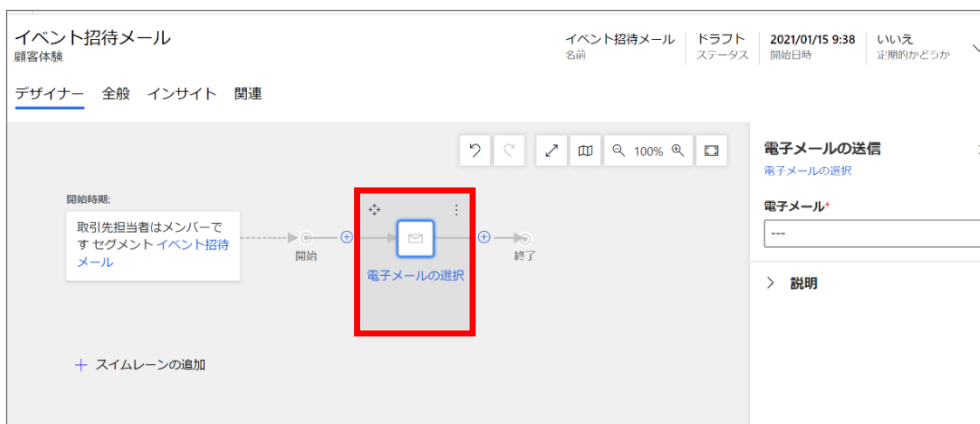 イベント招待メール
顧客体験
イベント招待メール
名前
ドラフト
ステータス
2021/01/15 9:38
開始日時
いいえ
定期的かどうか
デザイナー 全般 インサイト 関連
100%
開始時期:
取引先担当者はメンバーで
す セグメント イベント招待
メール
開始
電子メールの選択
終了
スイムレーンの追加
電子メールの送信
電子メールの選択
電子メール*
---
説明